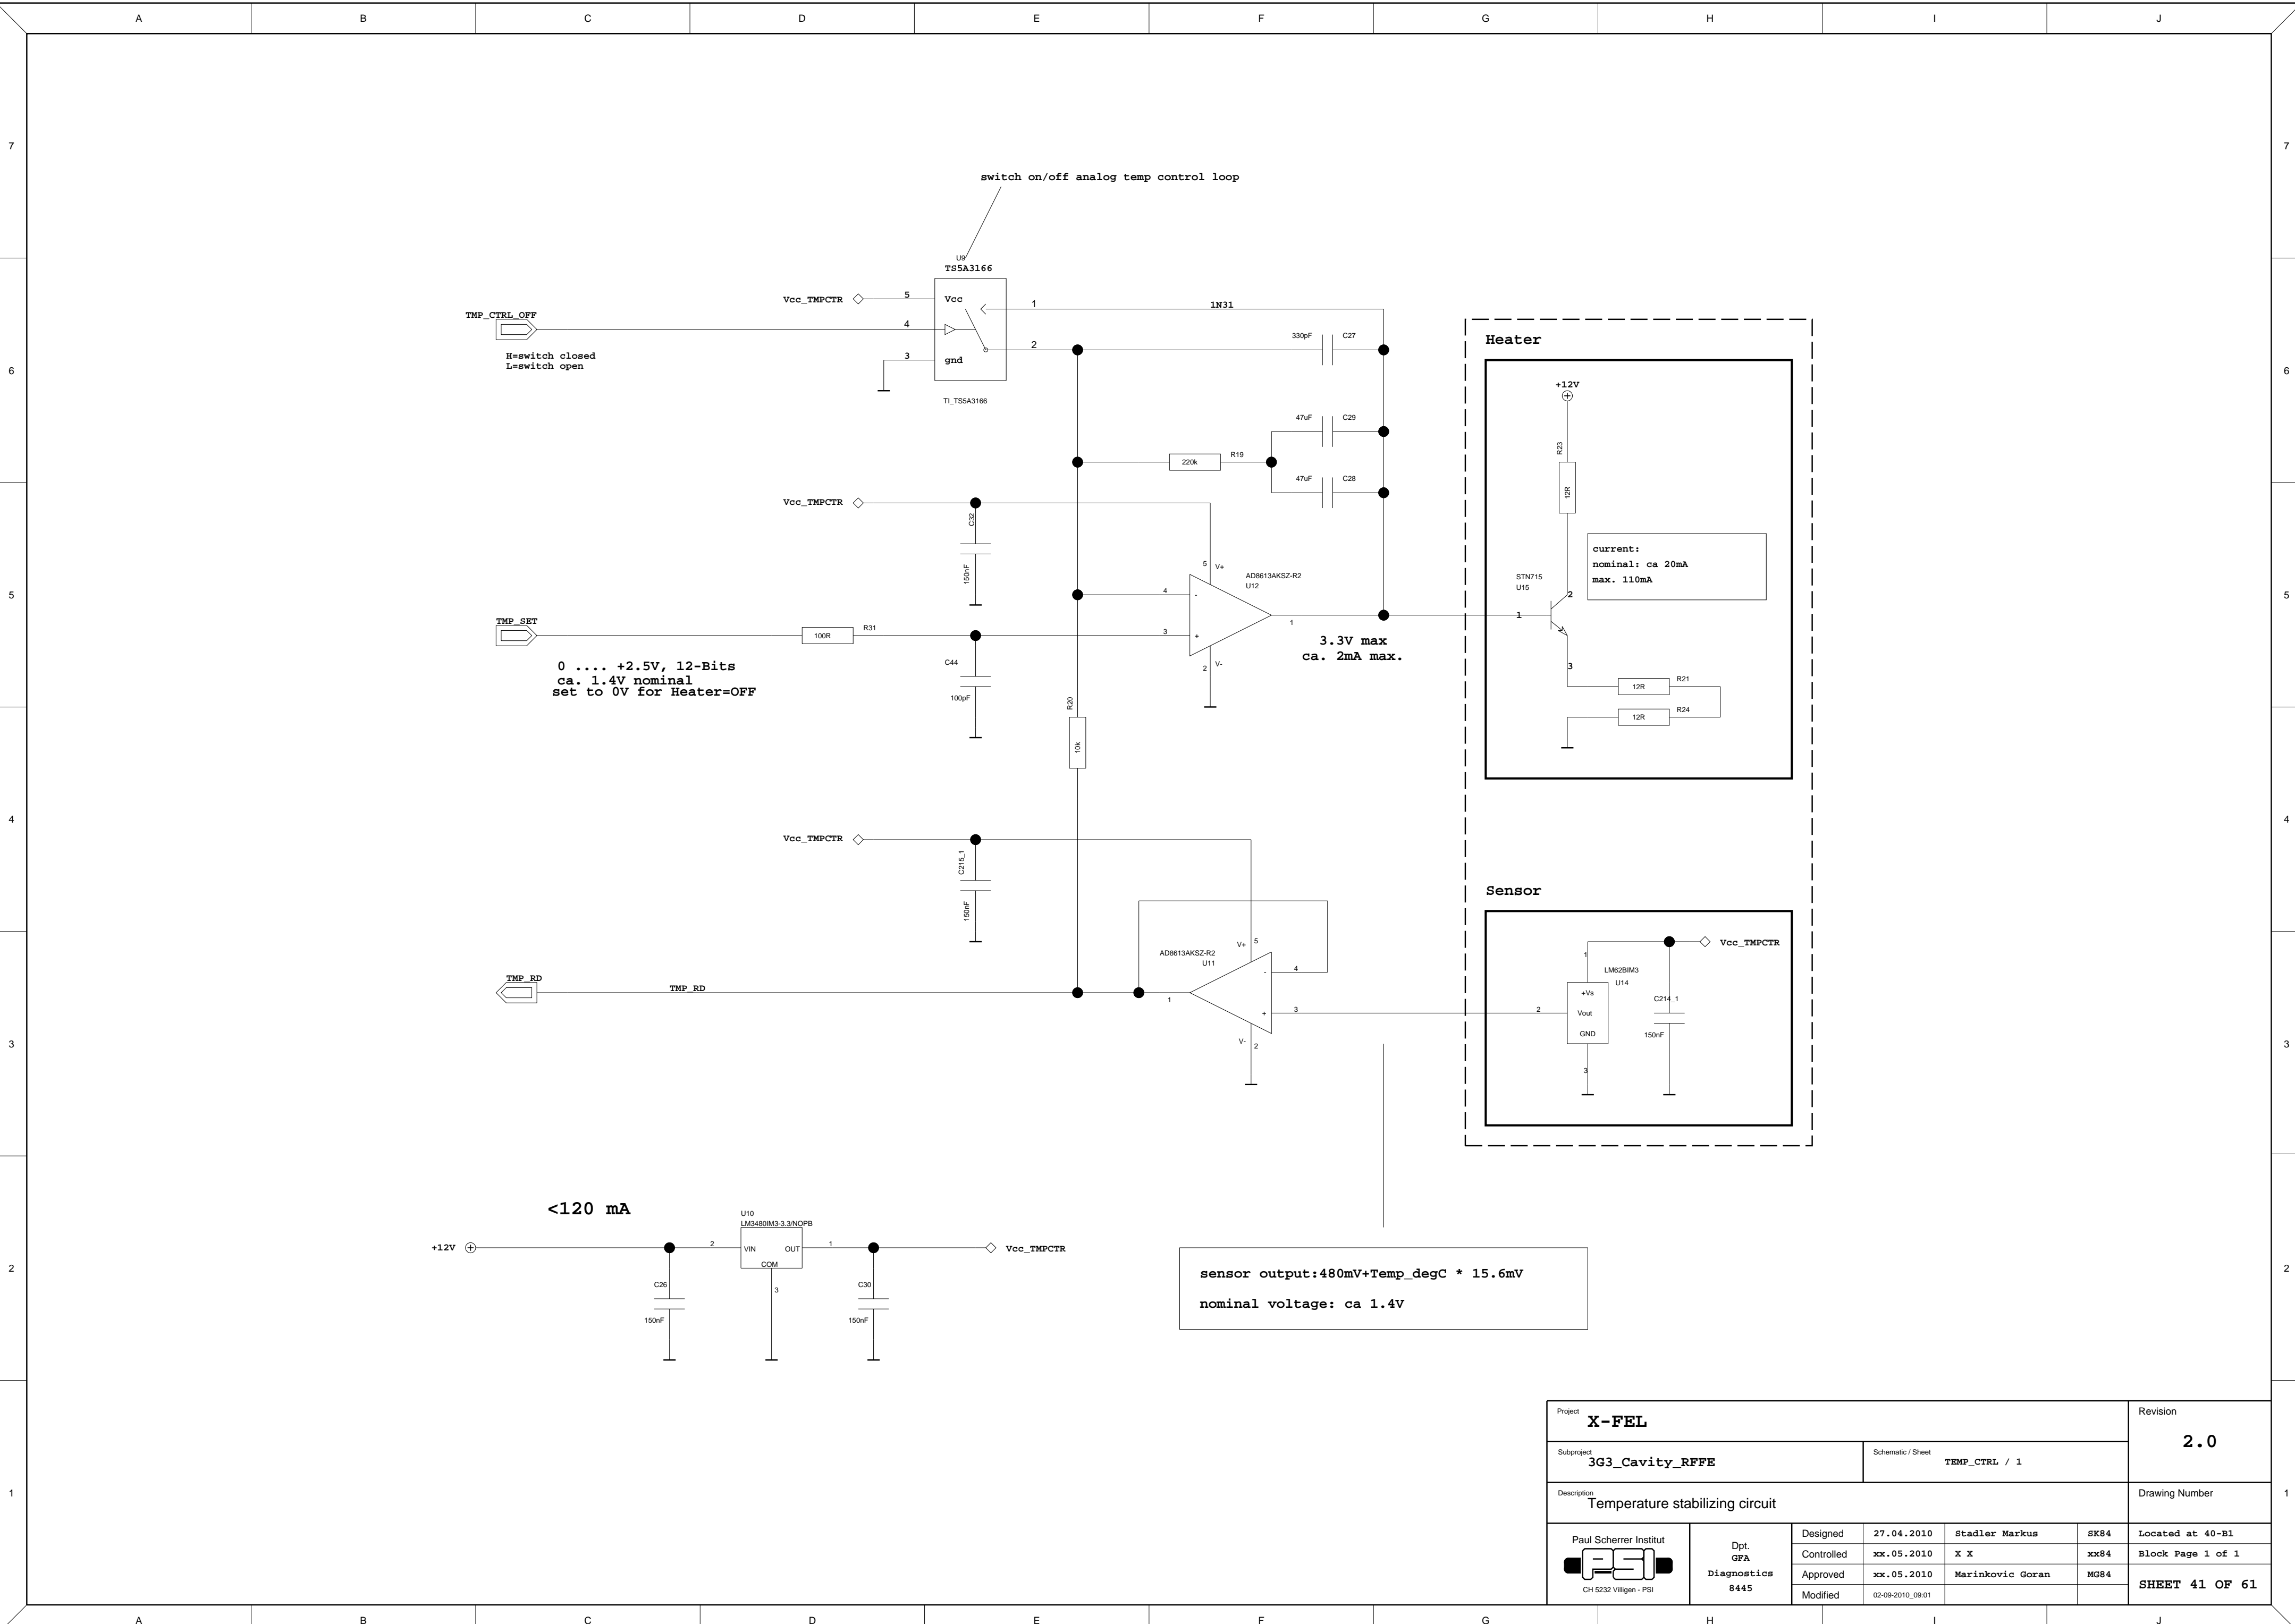 A B C D E F G H I J
7 7
switch on/off analog temp control loop
U9
TS5A3166
Vcc_TMPCTR 5 Vcc 1 1N31
TMP_CTRL_OFF 4
H=switch closed
L=switch open
3 gnd 2
TI_TS5A3166
330pF C27
6 6
47uF C29
220k R19
47uF C28
Heater
+12V
R23
12R
current:
nominal: ca 20mA
max. 110mA
STN715
U15
2
1
3
12R R21
12R R24
Vcc_TMPCTR
C32
150nF
5 V+
AD8613AKSZ-R2
U12
4 -
3 +
1
2 V-
5 5
3.3V max
ca. 2mA max.
TMP_SET
100R R31
0 .... +2.5V, 12-Bits
ca. 1.4V nominal
set to 0V for Heater=OFF
C44
100pF
R20
10k
4 4
Vcc_TMPCTR
C215_1
150nF
Sensor
Vcc_TMPCTR
1
LM62BIM3
U14
+Vs
Vout
GND
2
3
C214_1
150nF
AD8613AKSZ-R2
U11
V+ 5
- 4
+ 3
1
V- 2
TMP_RD
TMP_RD
3 3
<120 mA
U10
LM3480IM3-3.3/NOPB
+12V 2 VIN OUT 1 Vcc_TMPCTR
COM
3
C26
150nF
C30
150nF
2 2
sensor output:480mV+Temp_degC * 15.6mV
nominal voltage: ca 1.4V
1 1
Project X-FEL
Revision
2.0
Subproject
3G3_Cavity_RFFE
Schematic / Sheet
TEMP_CTRL / 1
Description
Temperature stabilizing circuit
Drawing Number
Paul Scherrer Institut
PSI
CH 5232 Villigen - PSI
Dpt.
GFA
Diagnostics
8445
Designed 27.04.2010 Stadler Markus SK84
Controlled xx.05.2010 X X xx84
Approved xx.05.2010 Marinkovic Goran MG84
Modified 02-09-2010_09:01
Located at 40-B1
Block Page 1 of 1
SHEET 41 OF 61
A B C D E F G H I J